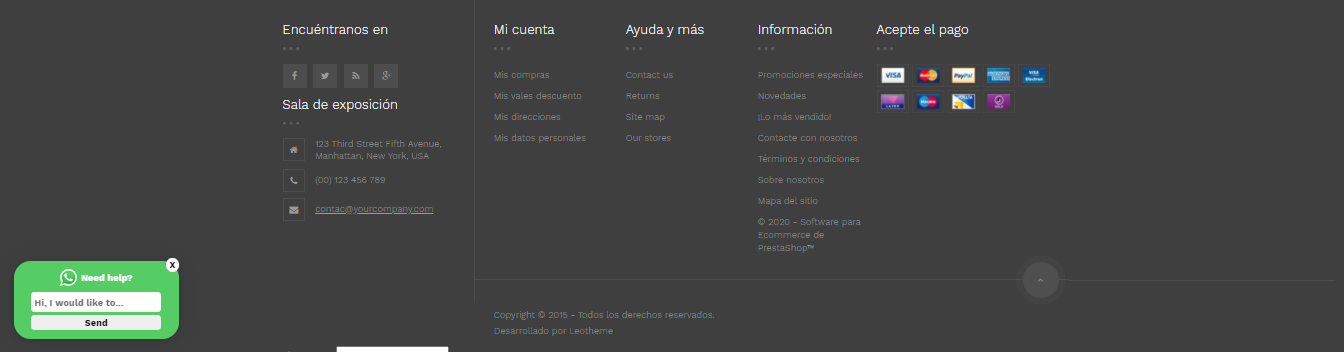 Encuéntranos en
Sala de exposición
123 Third Street Fifth Avenue,
Manhattan, New York, USA
(00) 123 456 789
contac@yourcompany.com
Mi cuenta
Mis compras
Mis vales descuento
Mis direcciones
Mis datos personales
Ayuda y más
Contact us
Returns
Site map
Our stores
Información
Promociones especiales
Novedades
¡Lo más vendido!
Contacte con nosotros
Términos y condiciones
Sobre nosotros
Mapa del sitio
© 2020 - Software para
Ecommerce de
PrestaShop™
Acepte el pago
VISA
PayPal
VISA
Copyright © 2015 - Todos los derechos reservados.
Desarrollado por Leotheme
X
Need help?
Hi, I would like to...
Send